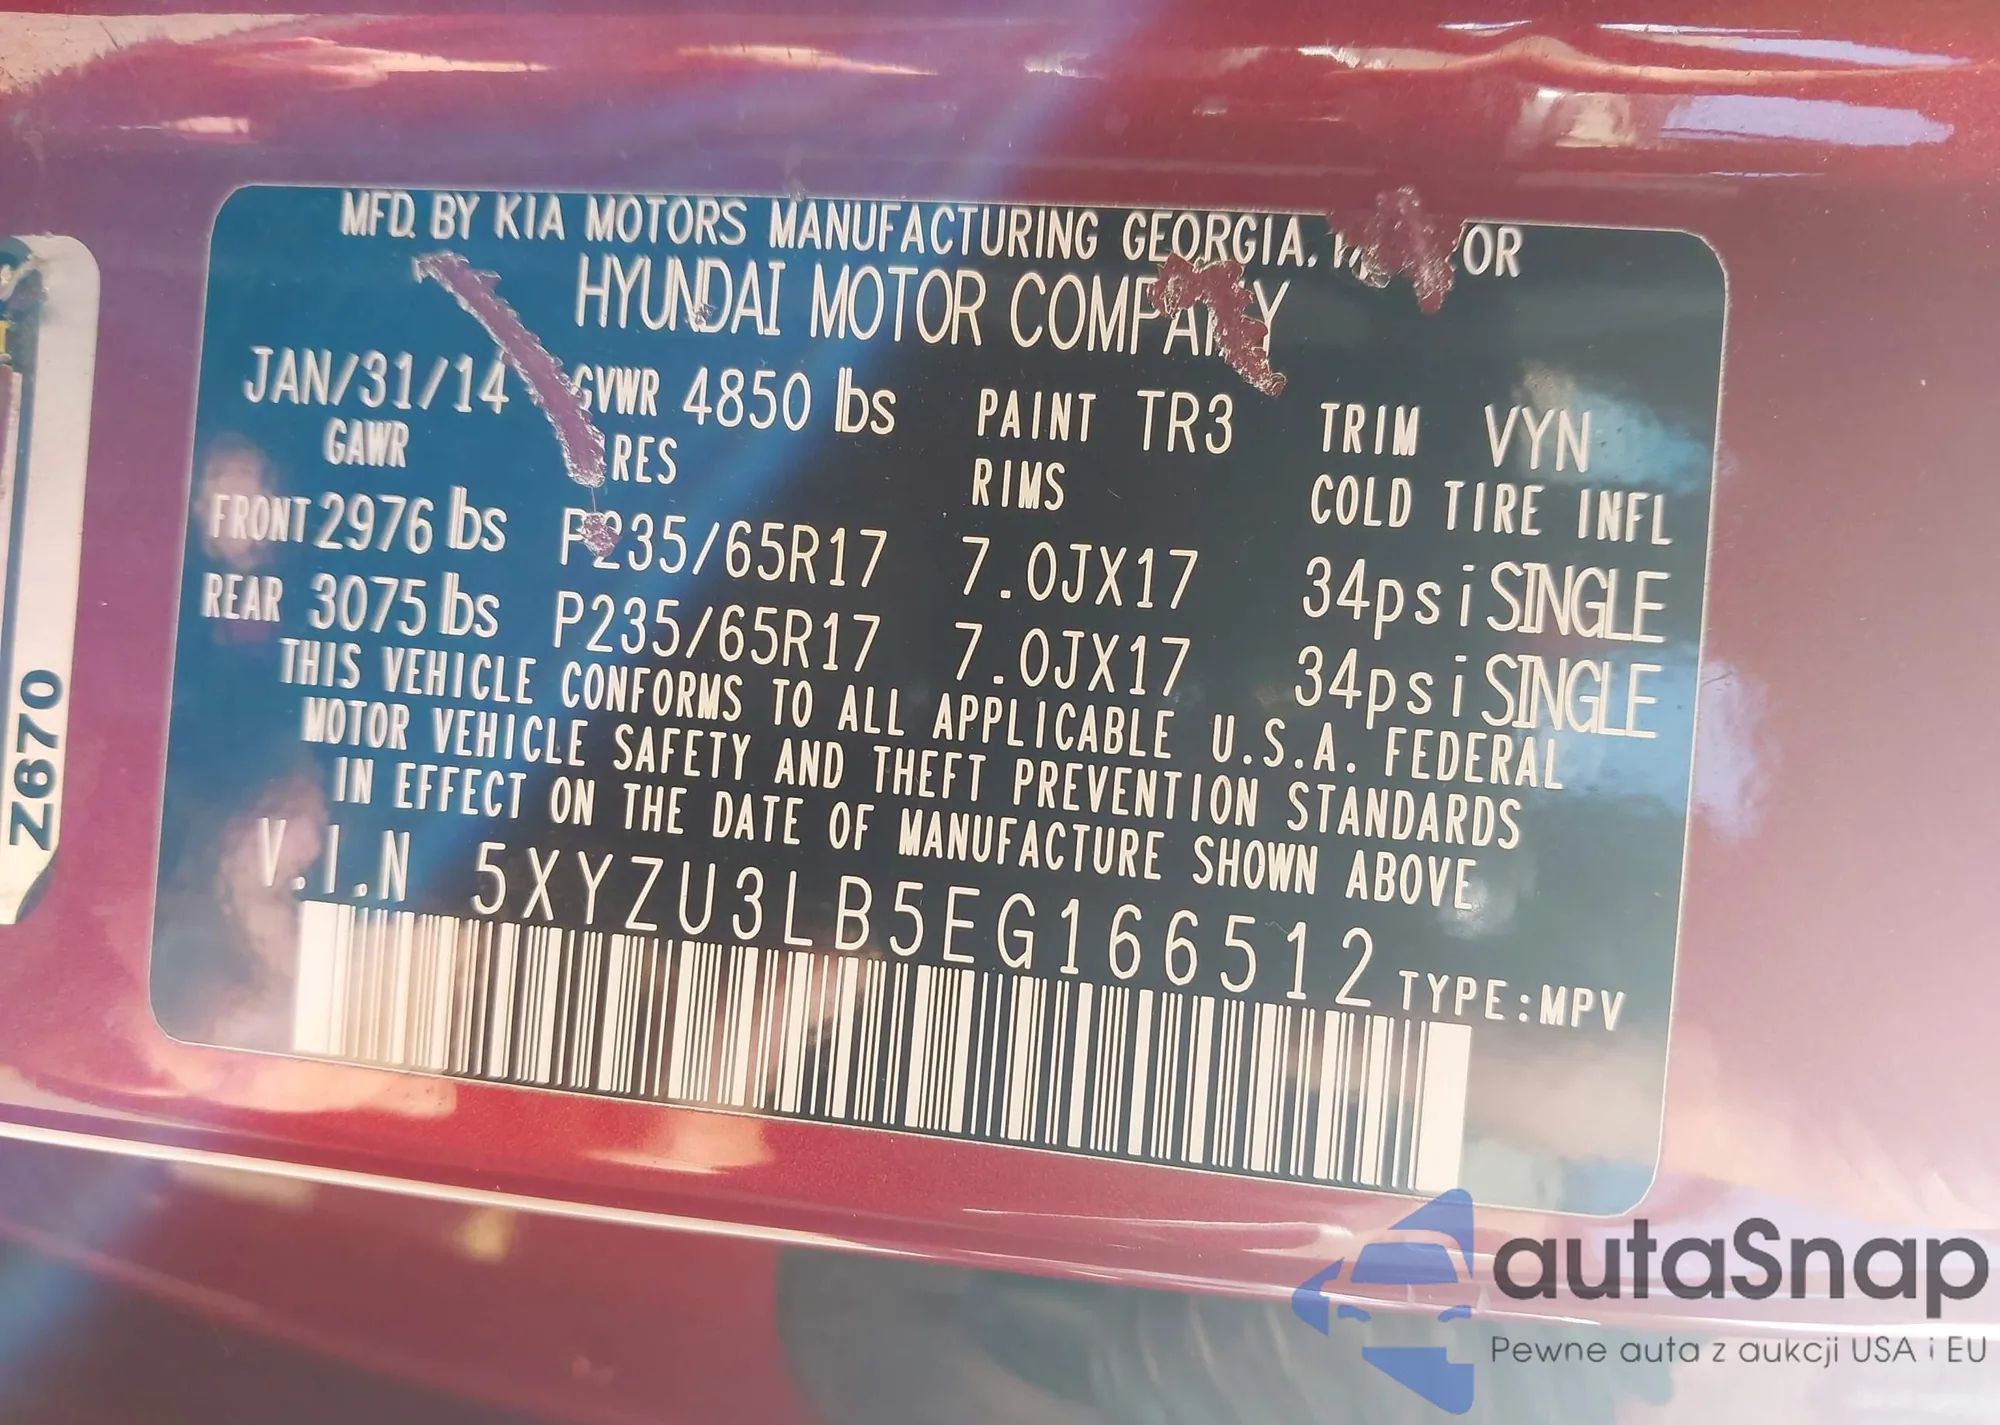 MFD. BY KIA MOTORS MANUFACTURING GEORGIA. OR
HYUNDAI MOTOR COMPANY
JAN/31/14 GVWR 4850 lbs PAINT TR3 TRIM VYN
GAWR RIMS COLD TIRE INFL
FRONT 2976 lbs P235/65R17 7.0JX17 34psi SINGLE
REAR 3075 lbs P235/65R17 7.0JX17 34psi SINGLE
THIS VEHICLE CONFORMS TO ALL APPLICABLE U.S.A. FEDERAL
MOTOR VEHICLE SAFETY AND THEFT PREVENTION STANDARDS
IN EFFECT ON THE DATE OF MANUFACTURE SHOWN ABOVE
V.I.N 5XYZU3LB5EG166512 TYPE:MPV
Z670
autaSnap
Pewne auta z aukcji USA i EU